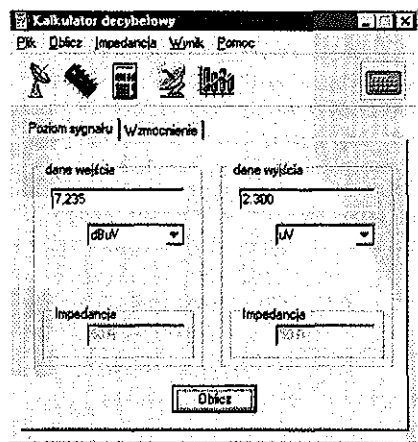 Kalkulator decybelowy
Plik Oblicz Impedancja Wynik Pomoc
Poziom sygnału Wzmocnienie
dane wejścia dane wyjścia
7,235 2.300
dBuV uV
Impedancja Impedancja
Oblicz